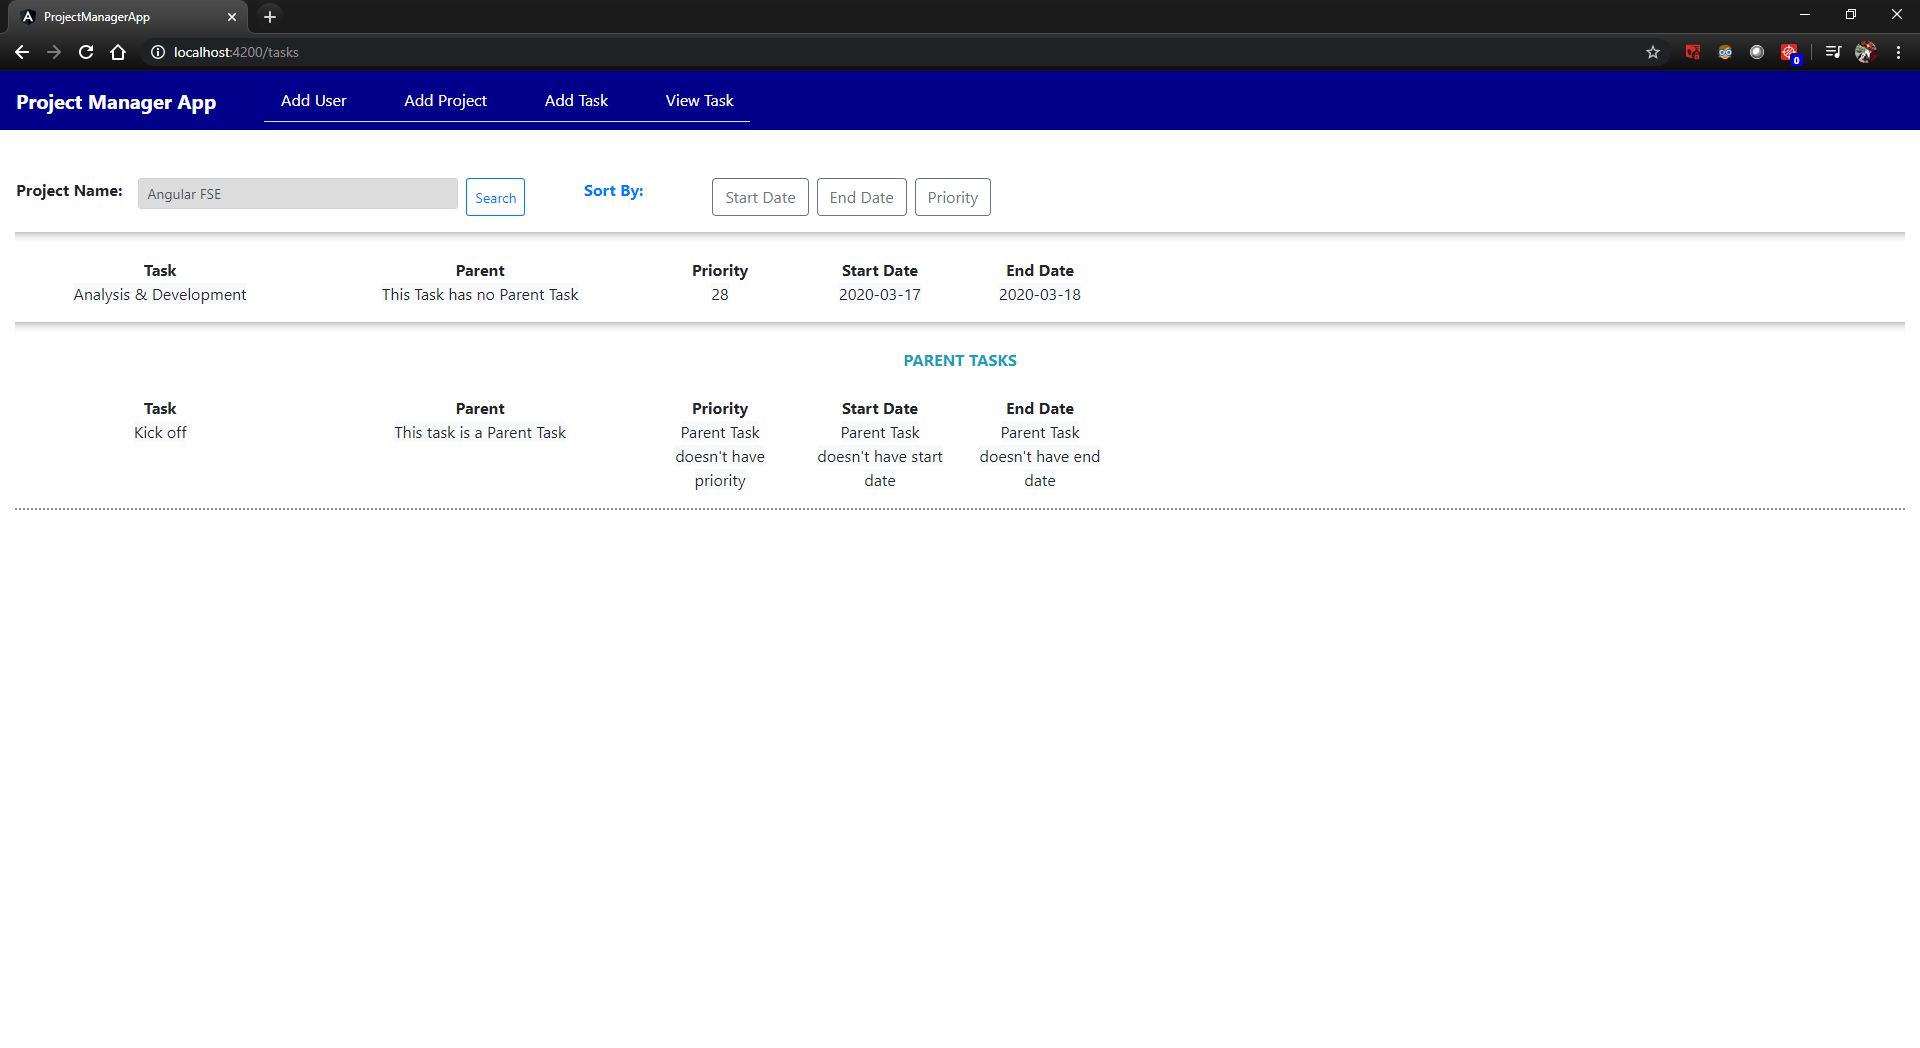 ProjectManagerApp
localhost:4200/tasks
0
Project Manager App Add User Add Project Add Task View Task
Project Name: Angular FSE Search Sort By: Start Date End Date Priority
Task Parent Priority Start Date End Date
Analysis & Development This Task has no Parent Task 28 2020-03-17 2020-03-18
PARENT TASKS
Task Parent Priority Start Date End Date
Kick off This task is a Parent Task Parent Task Parent Task Parent Task
doesn't have doesn't have start doesn't have end
priority date date